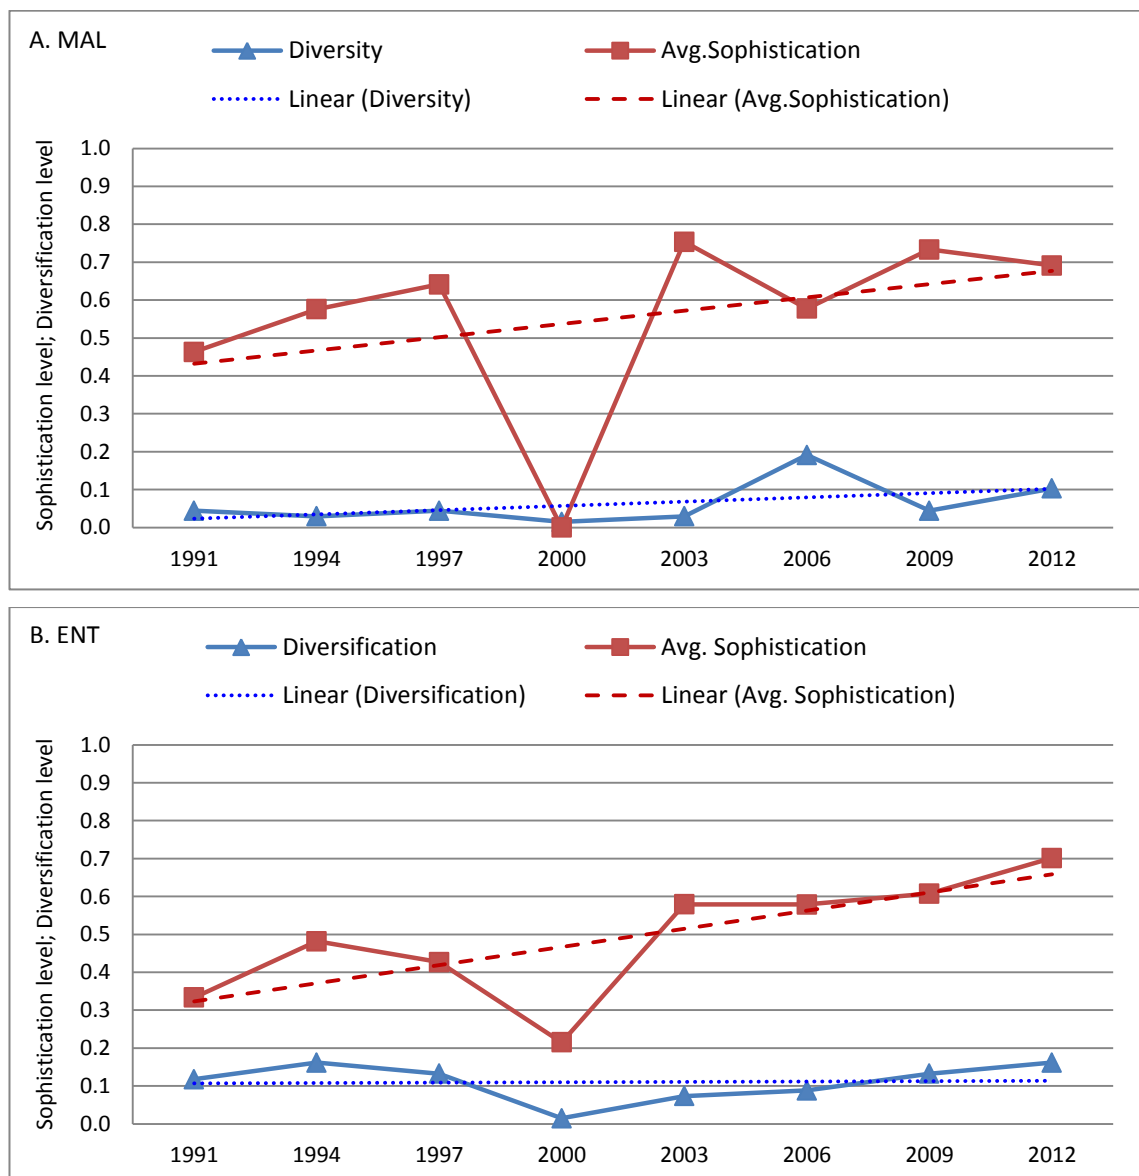 A. MAL
Diversity
Avg.Sophistication
Linear (Diversity)
Linear (Avg.Sophistication)
Sophistication level; Diversification level
1.0
0.9
0.8
0.7
0.6
0.5
0.4
0.3
0.2
0.1
0.0
1991 1994 1997 2000 2003 2006 2009 2012
B. ENT
Diversification
Avg. Sophistication
Linear (Diversification)
Linear (Avg. Sophistication)
Sophistication level; Diversification level
1.0
0.9
0.8
0.7
0.6
0.5
0.4
0.3
0.2
0.1
0.0
1991 1994 1997 2000 2003 2006 2009 2012